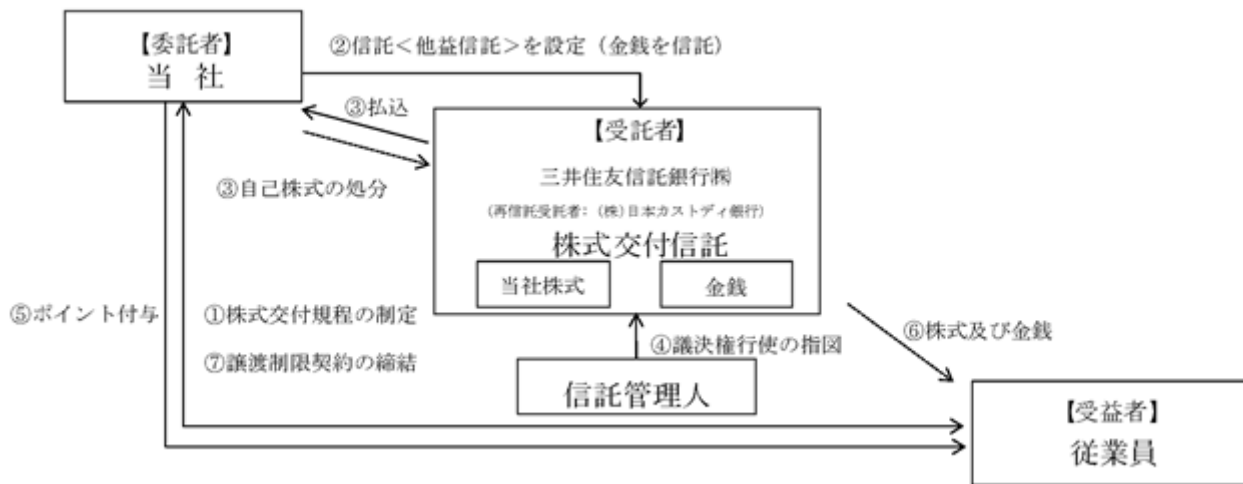 【委託者】
当 社
②信託＜他益信託＞を設定（金銭を信託）
③払込
③自己株式の処分
【受託者】
三井住友信託銀行㈱
(再信託受託者：(株)日本カストディ銀行)
株式交付信託
当社株式
金銭
⑤ポイント付与
①株式交付規程の制定
⑦譲渡制限契約の締結
④議決権行使の指図
信託管理人
⑥株式及び金銭
【受益者】
従業員